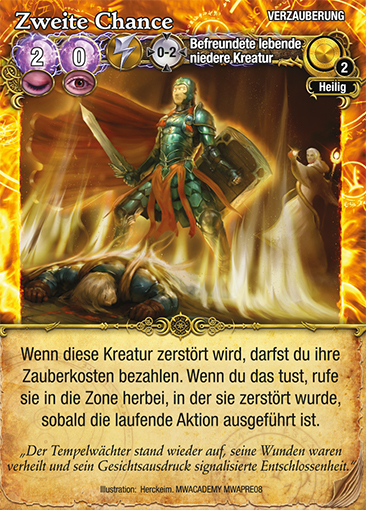 Zweite Chance
VERZAUBERUNG
2 0 0-2
Befreundete lebende
niedere Kreatur
2
Heilig
Wenn diese Kreatur zerstört wird, darfst du ihre
Zauberkosten bezahlen. Wenn du das tust, rufe
sie in die Zone herbei, in der sie zerstört wurde,
sobald die laufende Aktion ausgeführt ist.
„Der Tempelwächter stand wieder auf, seine Wunden waren
verheilt und sein Gesichtsausdruck signalisierte Entschlossenheit.“
Illustration: Herckeim. MWACADEMY MWAPRE08